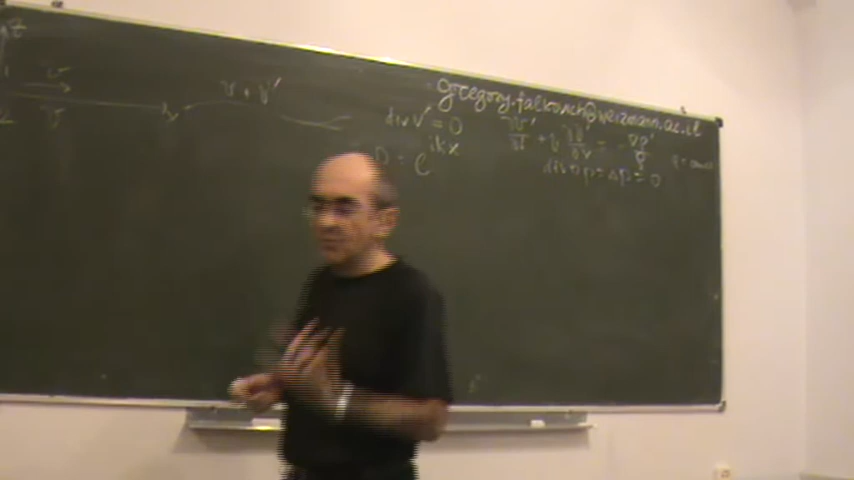 z
v
v
x
v + v'
gregory.falkovich@weizmann.ac.il
div v' = 0
∂v'/∂t + v ∂v'/∂x = - ∇p'/ρ
e^ikx
div ∇p = Δp = 0